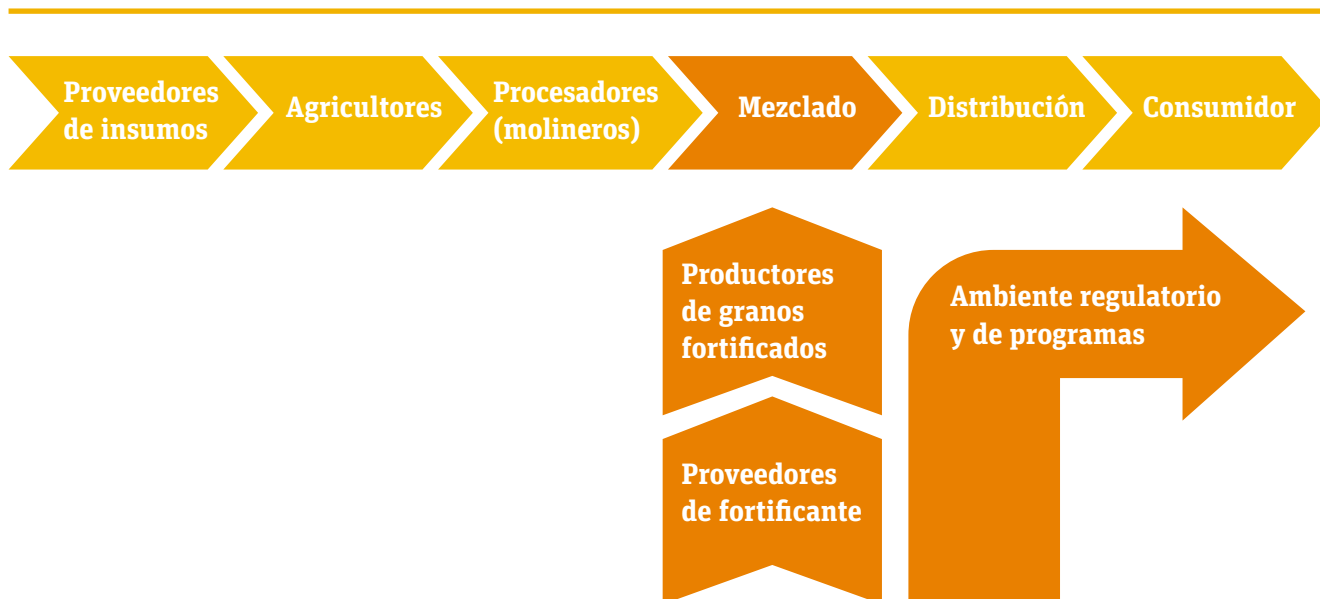 Proveedores
de insumos
Agricultores
Procesadores
(molineros)
Mezclado
Distribución
Consumidor
Productores
de granos
fortificados
Ambiente regulatorio
y de programas
Proveedores
de fortificante